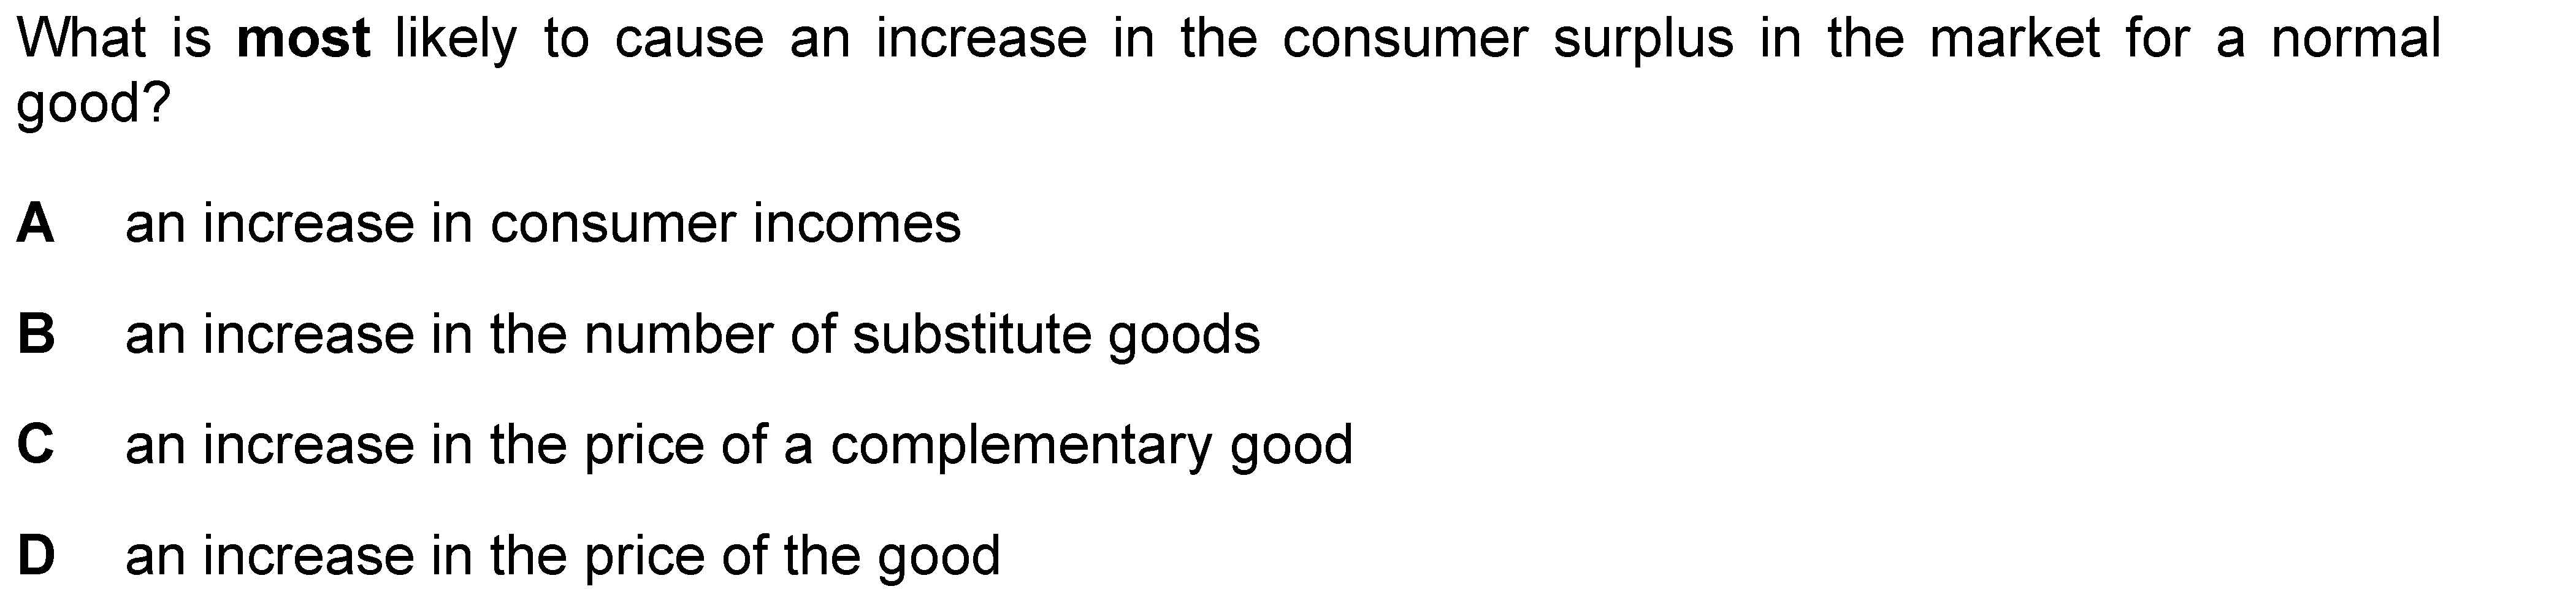 What is most likely to cause an increase in the consumer surplus in the market for a normal
good?
A an increase in consumer incomes
B an increase in the number of substitute goods
C an increase in the price of a complementary good
D an increase in the price of the good